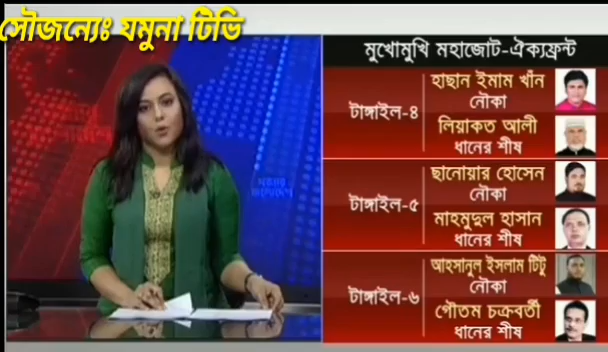 সৌজন্যেঃ যমুনা টিভি
মুখোমুখি মহাজোট-ঐক্যফ্রন্ট
টাঙ্গাইল-৪
হাছান ইমাম খাঁন
নৌকা
লিয়াকত আলী
ধানের শীষ
টাঙ্গাইল-৫
ছানোয়ার হোসেন
নৌকা
মাহমুদুল হাসান
ধানের শীষ
টাঙ্গাইল-৬
আহসানুল ইসলাম টিটু
নৌকা
গৌতম চক্রবর্তী
ধানের শীষ